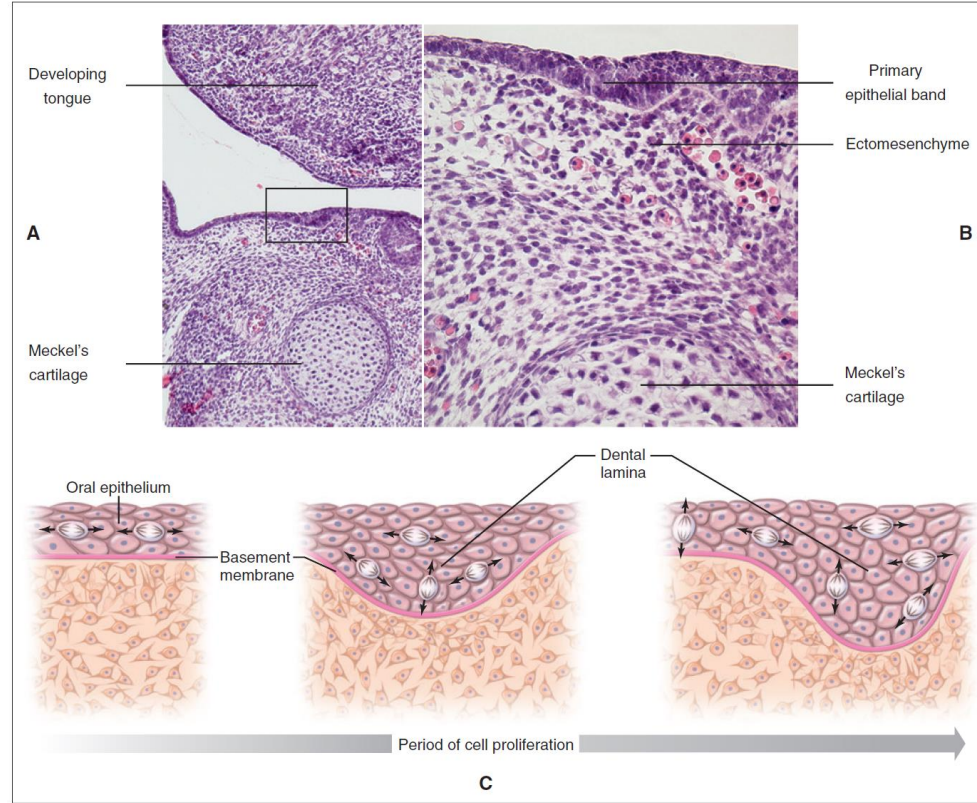 Developing
tongue
Primary
epithelial band
Ectomesenchyme
A
B
Meckel's
cartilage
Meckel's
cartilage
Dental
lamina
Oral epithelium
Basement
membrane
Period of cell proliferation
C